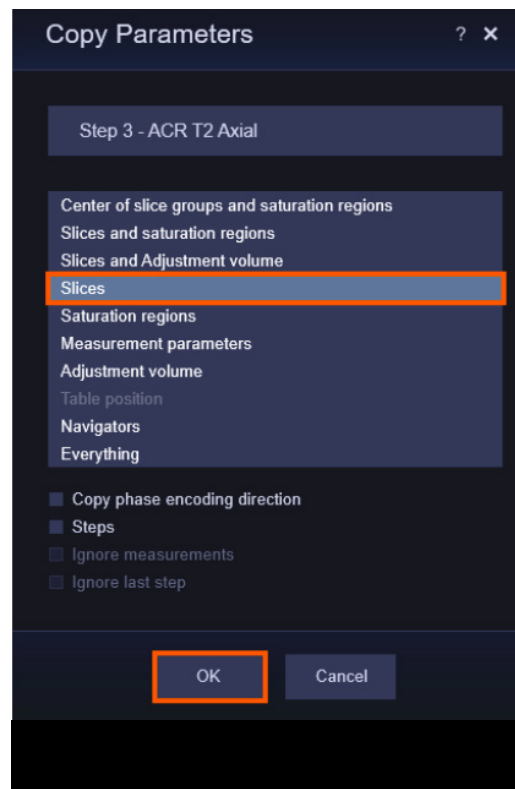 Copy Parameters ? ×
Step 3 - ACR T2 Axial
Center of slice groups and saturation regions
Slices and saturation regions
Slices and Adjustment volume
Slices
Saturation regions
Measurement parameters
Adjustment volume
Table position
Navigators
Everything
Copy phase encoding direction
Steps
Ignore measurements
Ignore last step
OK Cancel